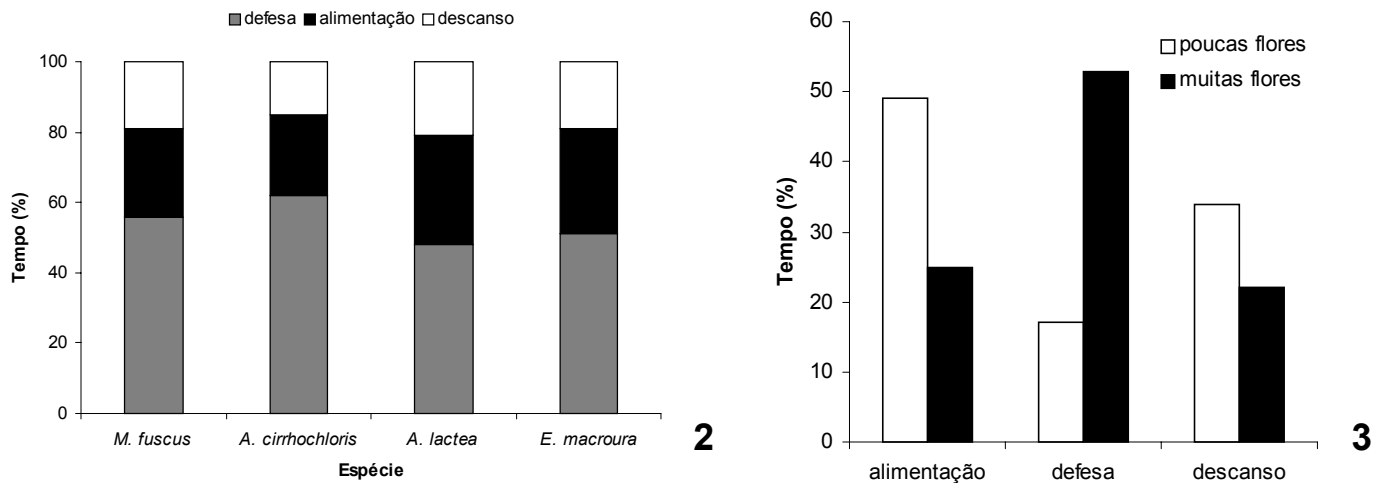 defesa alimentação descanso
100
80
60
40
20
0
Tempo (%)
M. fuscus A. cirrhochloris A. lactea E. macroura
Espécie
2
60
50
40
30
20
10
0
Tempo (%)
poucas flores
muitas flores
alimentação defesa descanso
3